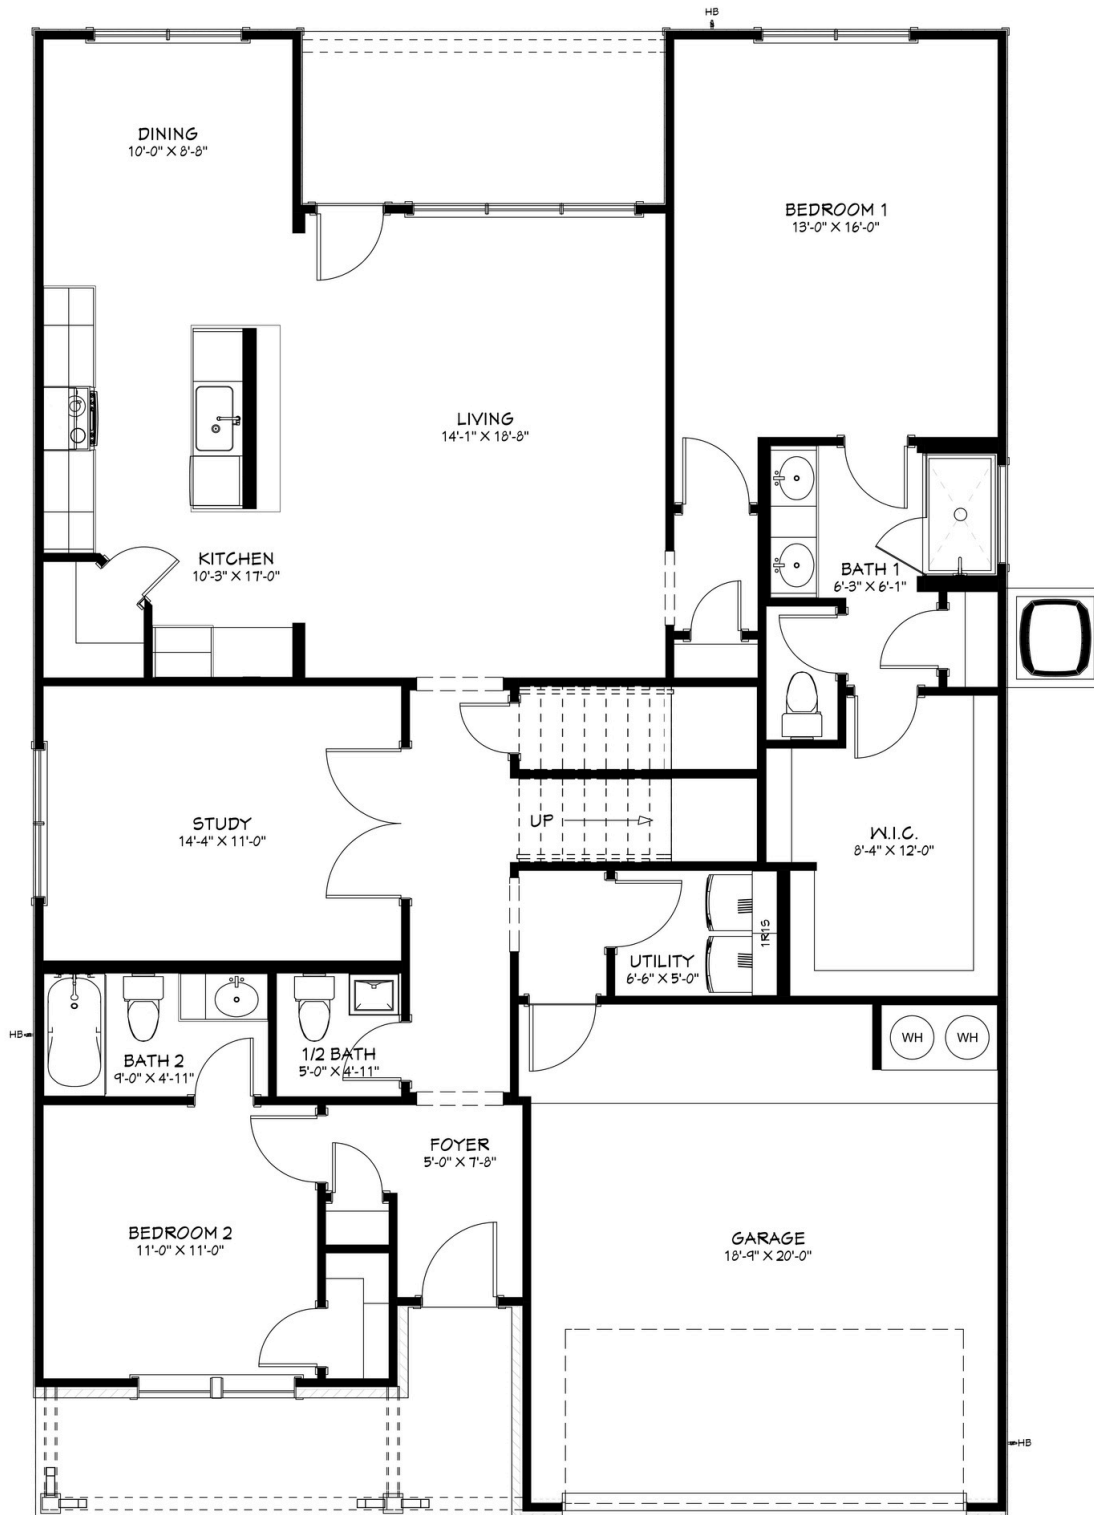 HB
DINING
10'-0" X 8'-8"
BEDROOM 1
13'-0" X 16'-0"
LIVING
14'-1" X 18'-8"
KITCHEN
10'-3" X 17'-0"
BATH 1
6'-3" X 6'-1"
STUDY
14'-4" X 11'-0"
UP
W.I.C.
8'-4" X 12'-0"
1R1S
UTILITY
6'-6" X 5'-0"
HB
BATH 2
9'-0" X 4'-11"
1/2 BATH
5'-0" X 4'-11"
WH
WH
FOYER
5'-0" X 7'-8"
BEDROOM 2
11'-0" X 11'-0"
GARAGE
18'-9" X 20'-0"
HB